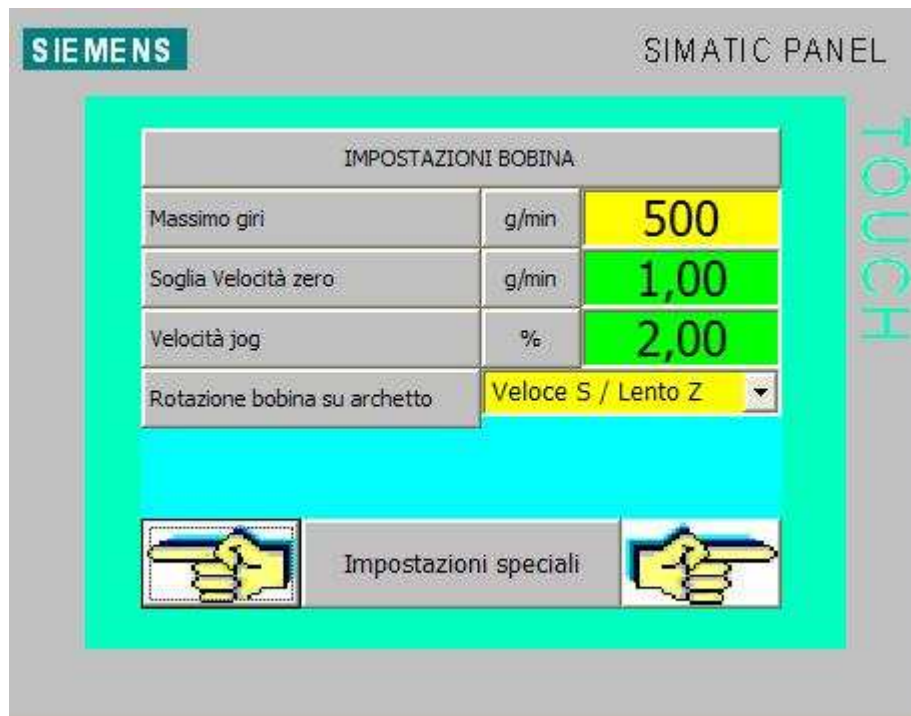 SIEMENS
SIMATIC PANEL
TOUCH
IMPOSTAZIONI BOBINA
Massimo giri g/min 500
Soglia Velocità zero g/min 1,00
Velocità jog % 2,00
Rotazione bobina su archetto Veloce S / Lento Z
Impostazioni speciali